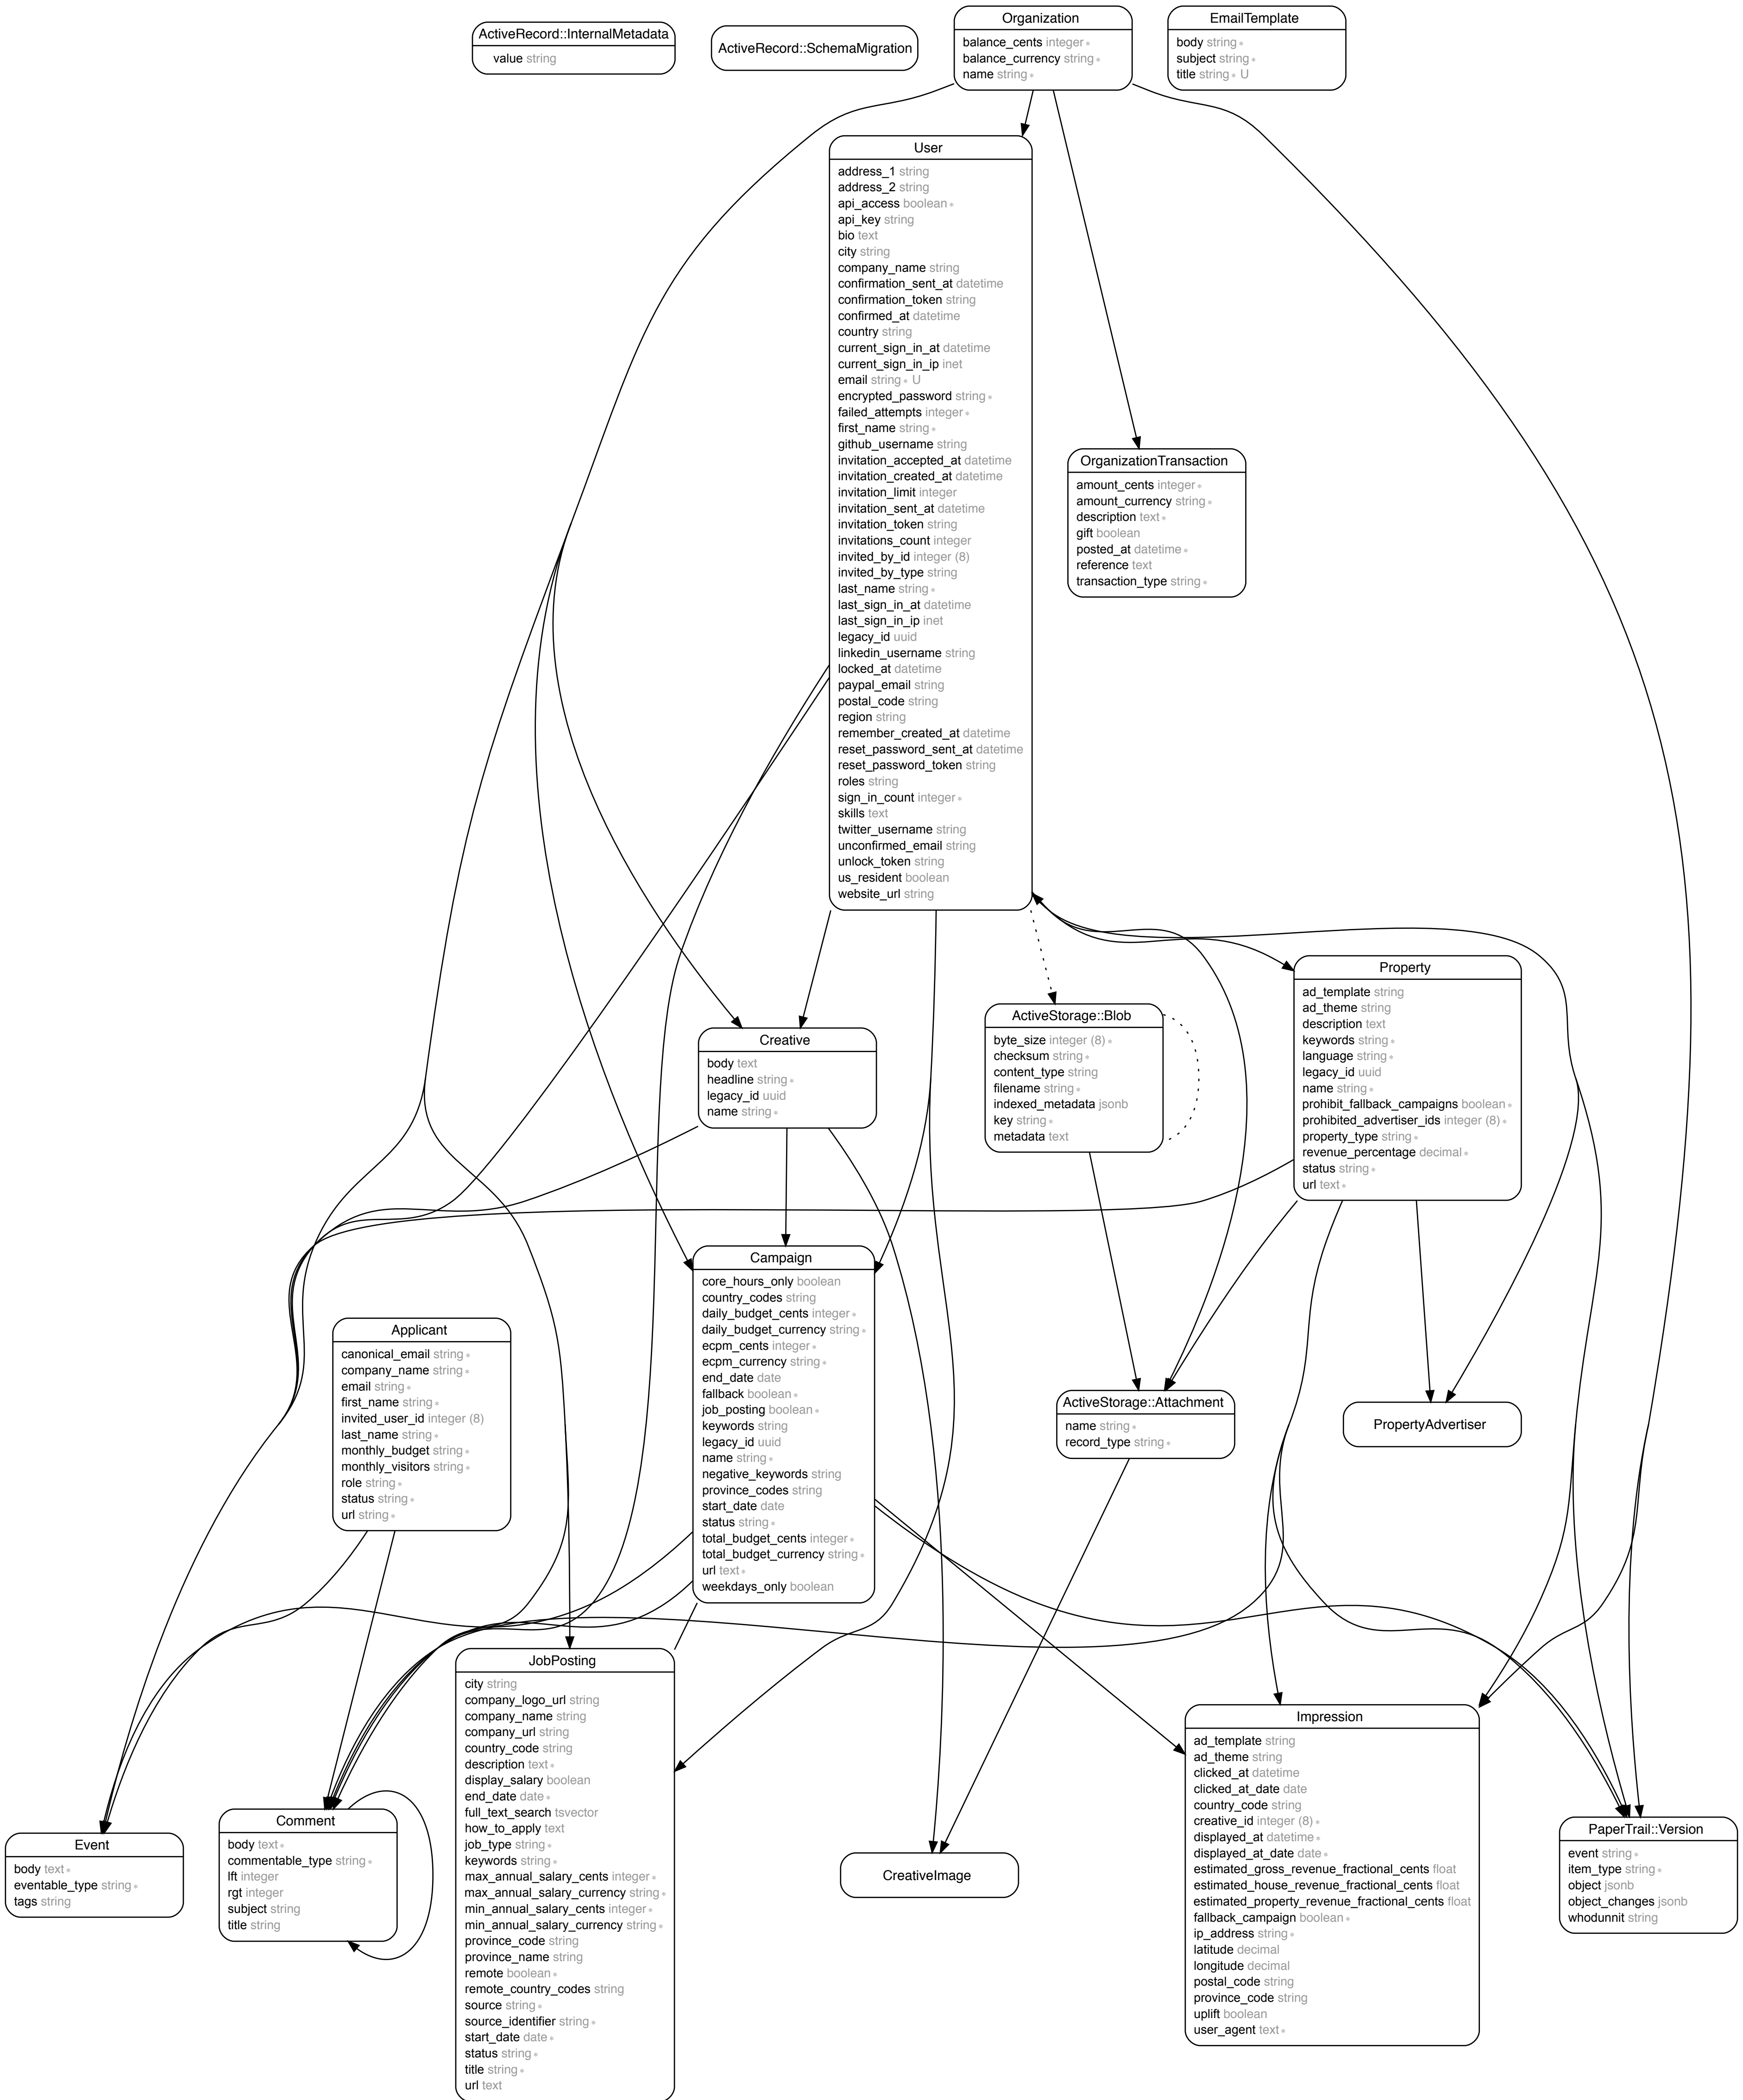 ActiveRecord::InternalMetadata
value string
ActiveRecord::SchemaMigration
Organization
balance_cents integer ∗
balance_currency string ∗
name string ∗
EmailTemplate
body string ∗
subject string ∗
title string ∗ U
User
address_1 string
address_2 string
api_access boolean ∗
api_key string
bio text
city string
company_name string
confirmation_sent_at datetime
confirmation_token string
confirmed_at datetime
country string
current_sign_in_at datetime
current_sign_in_ip inet
email string ∗ U
encrypted_password string ∗
failed_attempts integer ∗
first_name string ∗
github_username string
invitation_accepted_at datetime
invitation_created_at datetime
invitation_limit integer
invitation_sent_at datetime
invitation_token string
invitations_count integer
invited_by_id integer (8)
invited_by_type string
last_name string ∗
last_sign_in_at datetime
last_sign_in_ip inet
legacy_id uuid
linkedin_username string
locked_at datetime
paypal_email string
postal_code string
region string
remember_created_at datetime
reset_password_sent_at datetime
reset_password_token string
roles string
sign_in_count integer ∗
skills text
twitter_username string
unconfirmed_email string
unlock_token string
us_resident boolean
website_url string
OrganizationTransaction
amount_cents integer ∗
amount_currency string ∗
description text ∗
gift boolean
posted_at datetime ∗
reference text
transaction_type string ∗
Property
ad_template string
ad_theme string
description text
keywords string ∗
language string ∗
legacy_id uuid
name string ∗
prohibit_fallback_campaigns boolean ∗
prohibited_advertiser_ids integer (8) ∗
property_type string ∗
revenue_percentage decimal ∗
status string ∗
url text ∗
ActiveStorage::Blob
byte_size integer (8) ∗
checksum string ∗
content_type string
filename string ∗
indexed_metadata jsonb
key string ∗
metadata text
Creative
body text
headline string ∗
legacy_id uuid
name string ∗
Campaign
core_hours_only boolean
country_codes string
daily_budget_cents integer ∗
daily_budget_currency string ∗
ecpm_cents integer ∗
ecpm_currency string ∗
end_date date
fallback boolean ∗
job_posting boolean ∗
keywords string
legacy_id uuid
name string ∗
negative_keywords string
province_codes string
start_date date
status string ∗
total_budget_cents integer ∗
total_budget_currency string ∗
url text ∗
weekdays_only boolean
Applicant
canonical_email string ∗
company_name string ∗
email string ∗
first_name string ∗
invited_user_id integer (8)
last_name string ∗
monthly_budget string ∗
monthly_visitors string ∗
role string ∗
status string ∗
url string ∗
ActiveStorage::Attachment
name string ∗
record_type string ∗
PropertyAdvertiser
JobPosting
city string
company_logo_url string
company_name string
company_url string
country_code string
description text ∗
display_salary boolean
end_date date ∗
full_text_search tsvector
how_to_apply text
job_type string ∗
keywords string ∗
max_annual_salary_cents integer ∗
max_annual_salary_currency string ∗
min_annual_salary_cents integer ∗
min_annual_salary_currency string ∗
province_code string
province_name string
remote boolean ∗
remote_country_codes string
source string ∗
source_identifier string ∗
start_date date ∗
status string ∗
title string ∗
url text
Impression
ad_template string
ad_theme string
clicked_at datetime
clicked_at_date date
country_code string
creative_id integer (8) ∗
displayed_at datetime ∗
displayed_at_date date ∗
estimated_gross_revenue_fractional_cents float
estimated_house_revenue_fractional_cents float
estimated_property_revenue_fractional_cents float
fallback_campaign boolean ∗
ip_address string ∗
latitude decimal
longitude decimal
postal_code string
province_code string
uplift boolean
user_agent text ∗
Event
body text ∗
eventable_type string ∗
tags string
Comment
body text ∗
commentable_type string ∗
lft integer
rgt integer
subject string
title string
CreativeImage
PaperTrail::Version
event string ∗
item_type string ∗
object jsonb
object_changes jsonb
whodunnit string